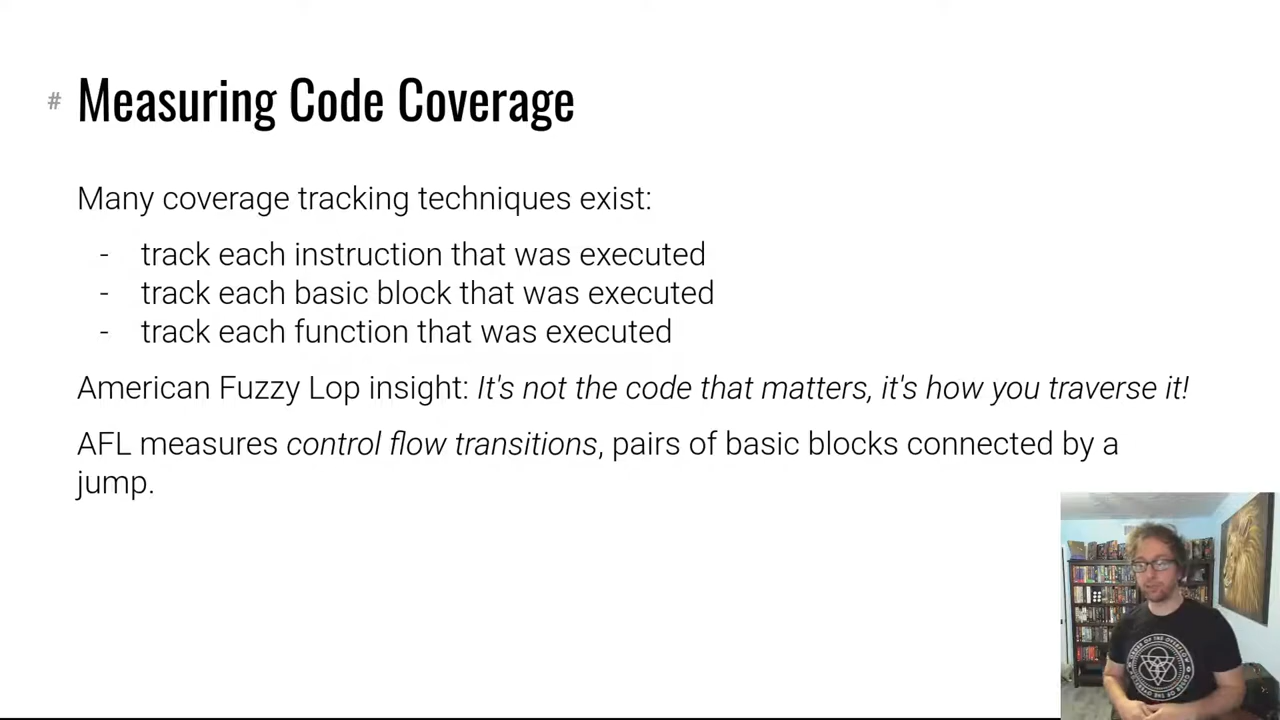 # Measuring Code Coverage
Many coverage tracking techniques exist:
- track each instruction that was executed
- track each basic block that was executed
- track each function that was executed
American Fuzzy Lop insight: It's not the code that matters, it's how you traverse it!
AFL measures control flow transitions, pairs of basic blocks connected by a
jump.